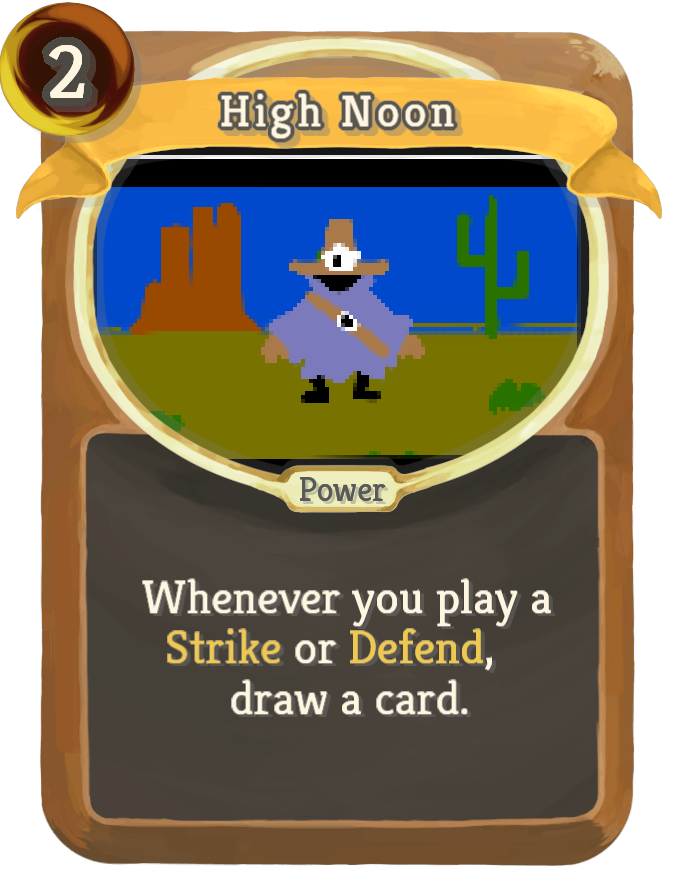 2
High Noon
Power
Whenever you play a
Strike or Defend,
draw a card.